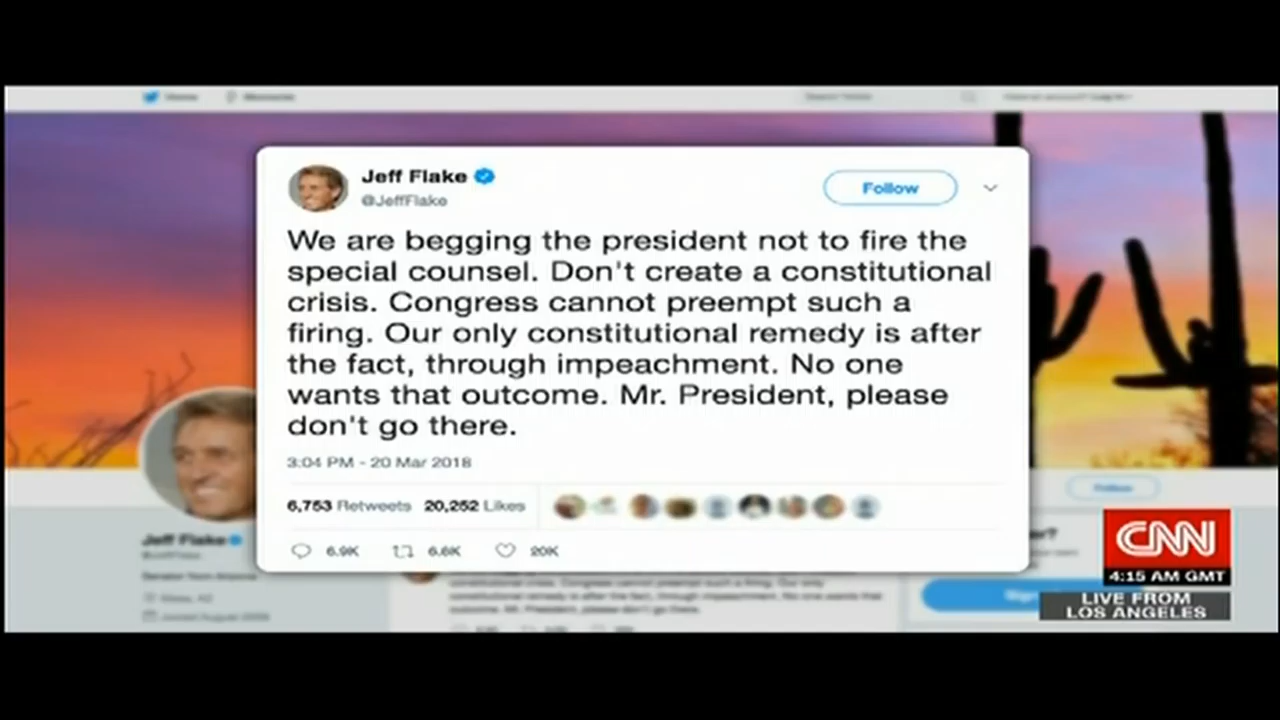 Home
Jeff Flake
@JeffFlake
Follow
We are begging the president not to fire the
special counsel. Don't create a constitutional
crisis. Congress cannot preempt such a
firing. Our only constitutional remedy is after
the fact, through impeachment. No one
wants that outcome. Mr. President, please
don't go there.
3:04 PM - 20 Mar 2018
6,753 Retweets 20,252 Likes
6.9K 6.6K 20K
Jeff Flake
CNN
4:15 AM GMT
LIVE FROM
LOS ANGELES